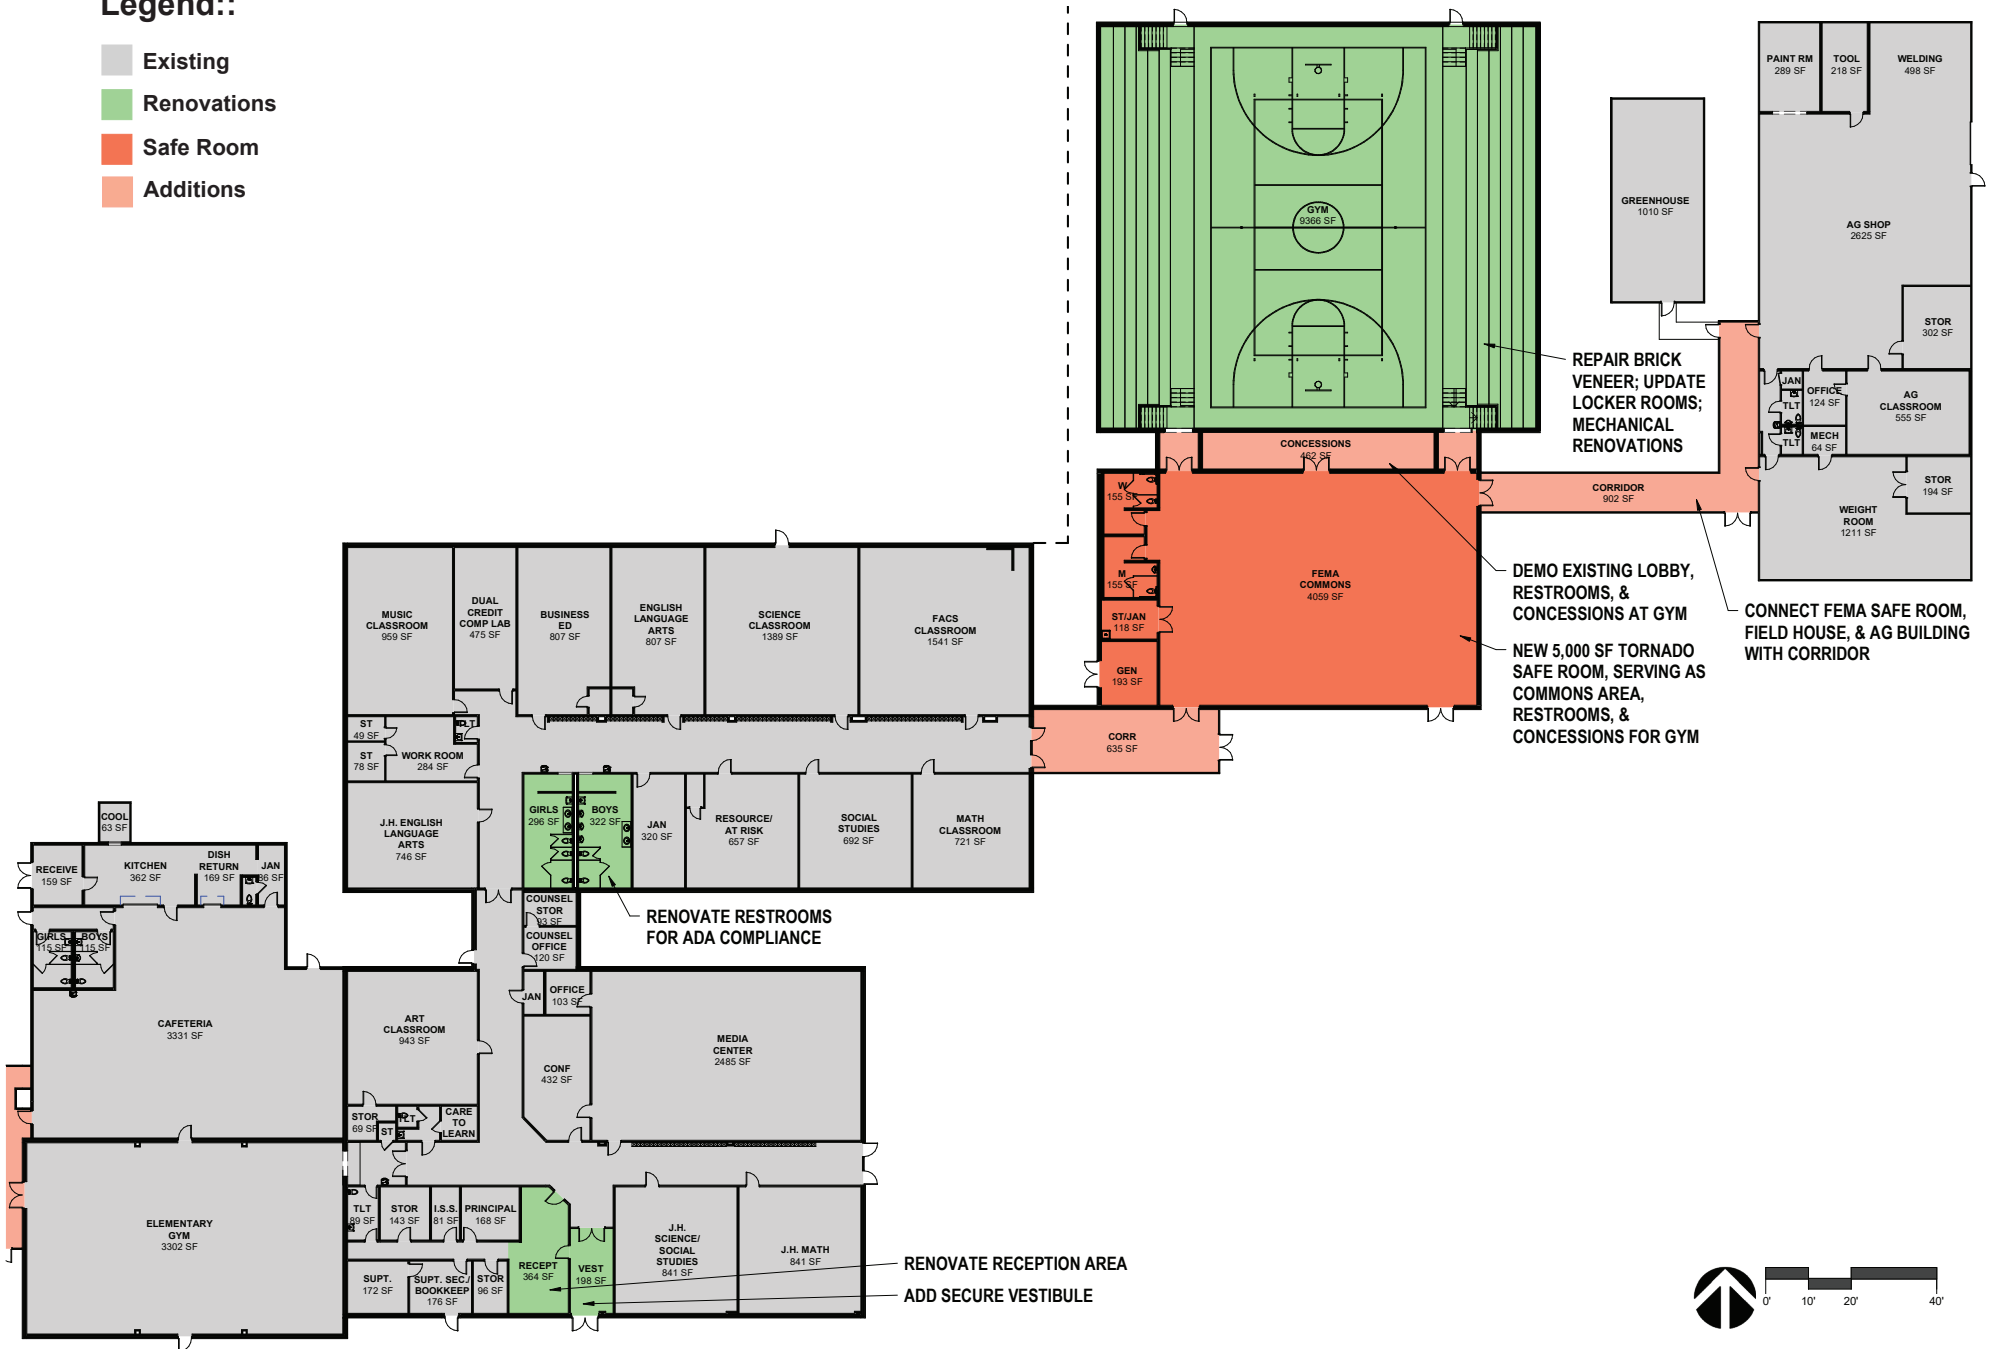 Legend::
Existing
Renovations
Safe Room
Additions
PAINT RM
289 SF
TOOL
218 SF
WELDING
498 SF
GREENHOUSE
1010 SF
AG SHOP
2625 SF
STOR
302 SF
JAN
TLT
TLT
OFFICE
124 SF
MECH
64 SF
AG
CLASSROOM
555 SF
STOR
194 SF
WEIGHT
ROOM
1211 SF
GYM
9366 SF
REPAIR BRICK
VENEER; UPDATE
LOCKER ROOMS;
MECHANICAL
RENOVATIONS
CONCESSIONS
462 SF
CORRIDOR
902 SF
W
155 SF
M
155 SF
ST/JAN
118 SF
GEN
193 SF
FEMA
COMMONS
4059 SF
DEMO EXISTING LOBBY,
RESTROOMS, &
CONCESSIONS AT GYM
NEW 5,000 SF TORNADO
SAFE ROOM, SERVING AS
COMMONS AREA,
RESTROOMS, &
CONCESSIONS FOR GYM
CONNECT FEMA SAFE ROOM,
FIELD HOUSE, & AG BUILDING
WITH CORRIDOR
CORR
635 SF
MUSIC
CLASSROOM
959 SF
DUAL
CREDIT
COMP LAB
475 SF
BUSINESS
ED
807 SF
ENGLISH
LANGUAGE
ARTS
807 SF
SCIENCE
CLASSROOM
1389 SF
FACS
CLASSROOM
1541 SF
ST
49 SF
ST
78 SF
WORK ROOM
284 SF
TLT
J.H. ENGLISH
LANGUAGE
ARTS
746 SF
GIRLS
296 SF
BOYS
322 SF
JAN
320 SF
RESOURCE/
AT RISK
657 SF
SOCIAL
STUDIES
692 SF
MATH
CLASSROOM
721 SF
RENOVATE RESTROOMS
FOR ADA COMPLIANCE
COUNSEL
STOR
93 SF
COUNSEL
OFFICE
120 SF
JAN
OFFICE
103 SF
COOL
63 SF
RECEIVE
159 SF
KITCHEN
362 SF
DISH
RETURN
169 SF
JAN
36 SF
GIRLS
115 SF
BOYS
115 SF
CAFETERIA
3331 SF
ART
CLASSROOM
943 SF
CONF
432 SF
MEDIA
CENTER
2485 SF
STOR
69 SF
ST
TLT
CARE
TO
LEARN
ELEMENTARY
GYM
3302 SF
TLT
89 SF
STOR
143 SF
I.S.S.
81 SF
PRINCIPAL
168 SF
SUPT.
172 SF
SUPT. SEC./
BOOKKEEP
176 SF
STOR
96 SF
RECEPT
364 SF
VEST
198 SF
J.H.
SCIENCE/
SOCIAL
STUDIES
841 SF
J.H. MATH
841 SF
RENOVATE RECEPTION AREA
ADD SECURE VESTIBULE
0' 10' 20' 40'